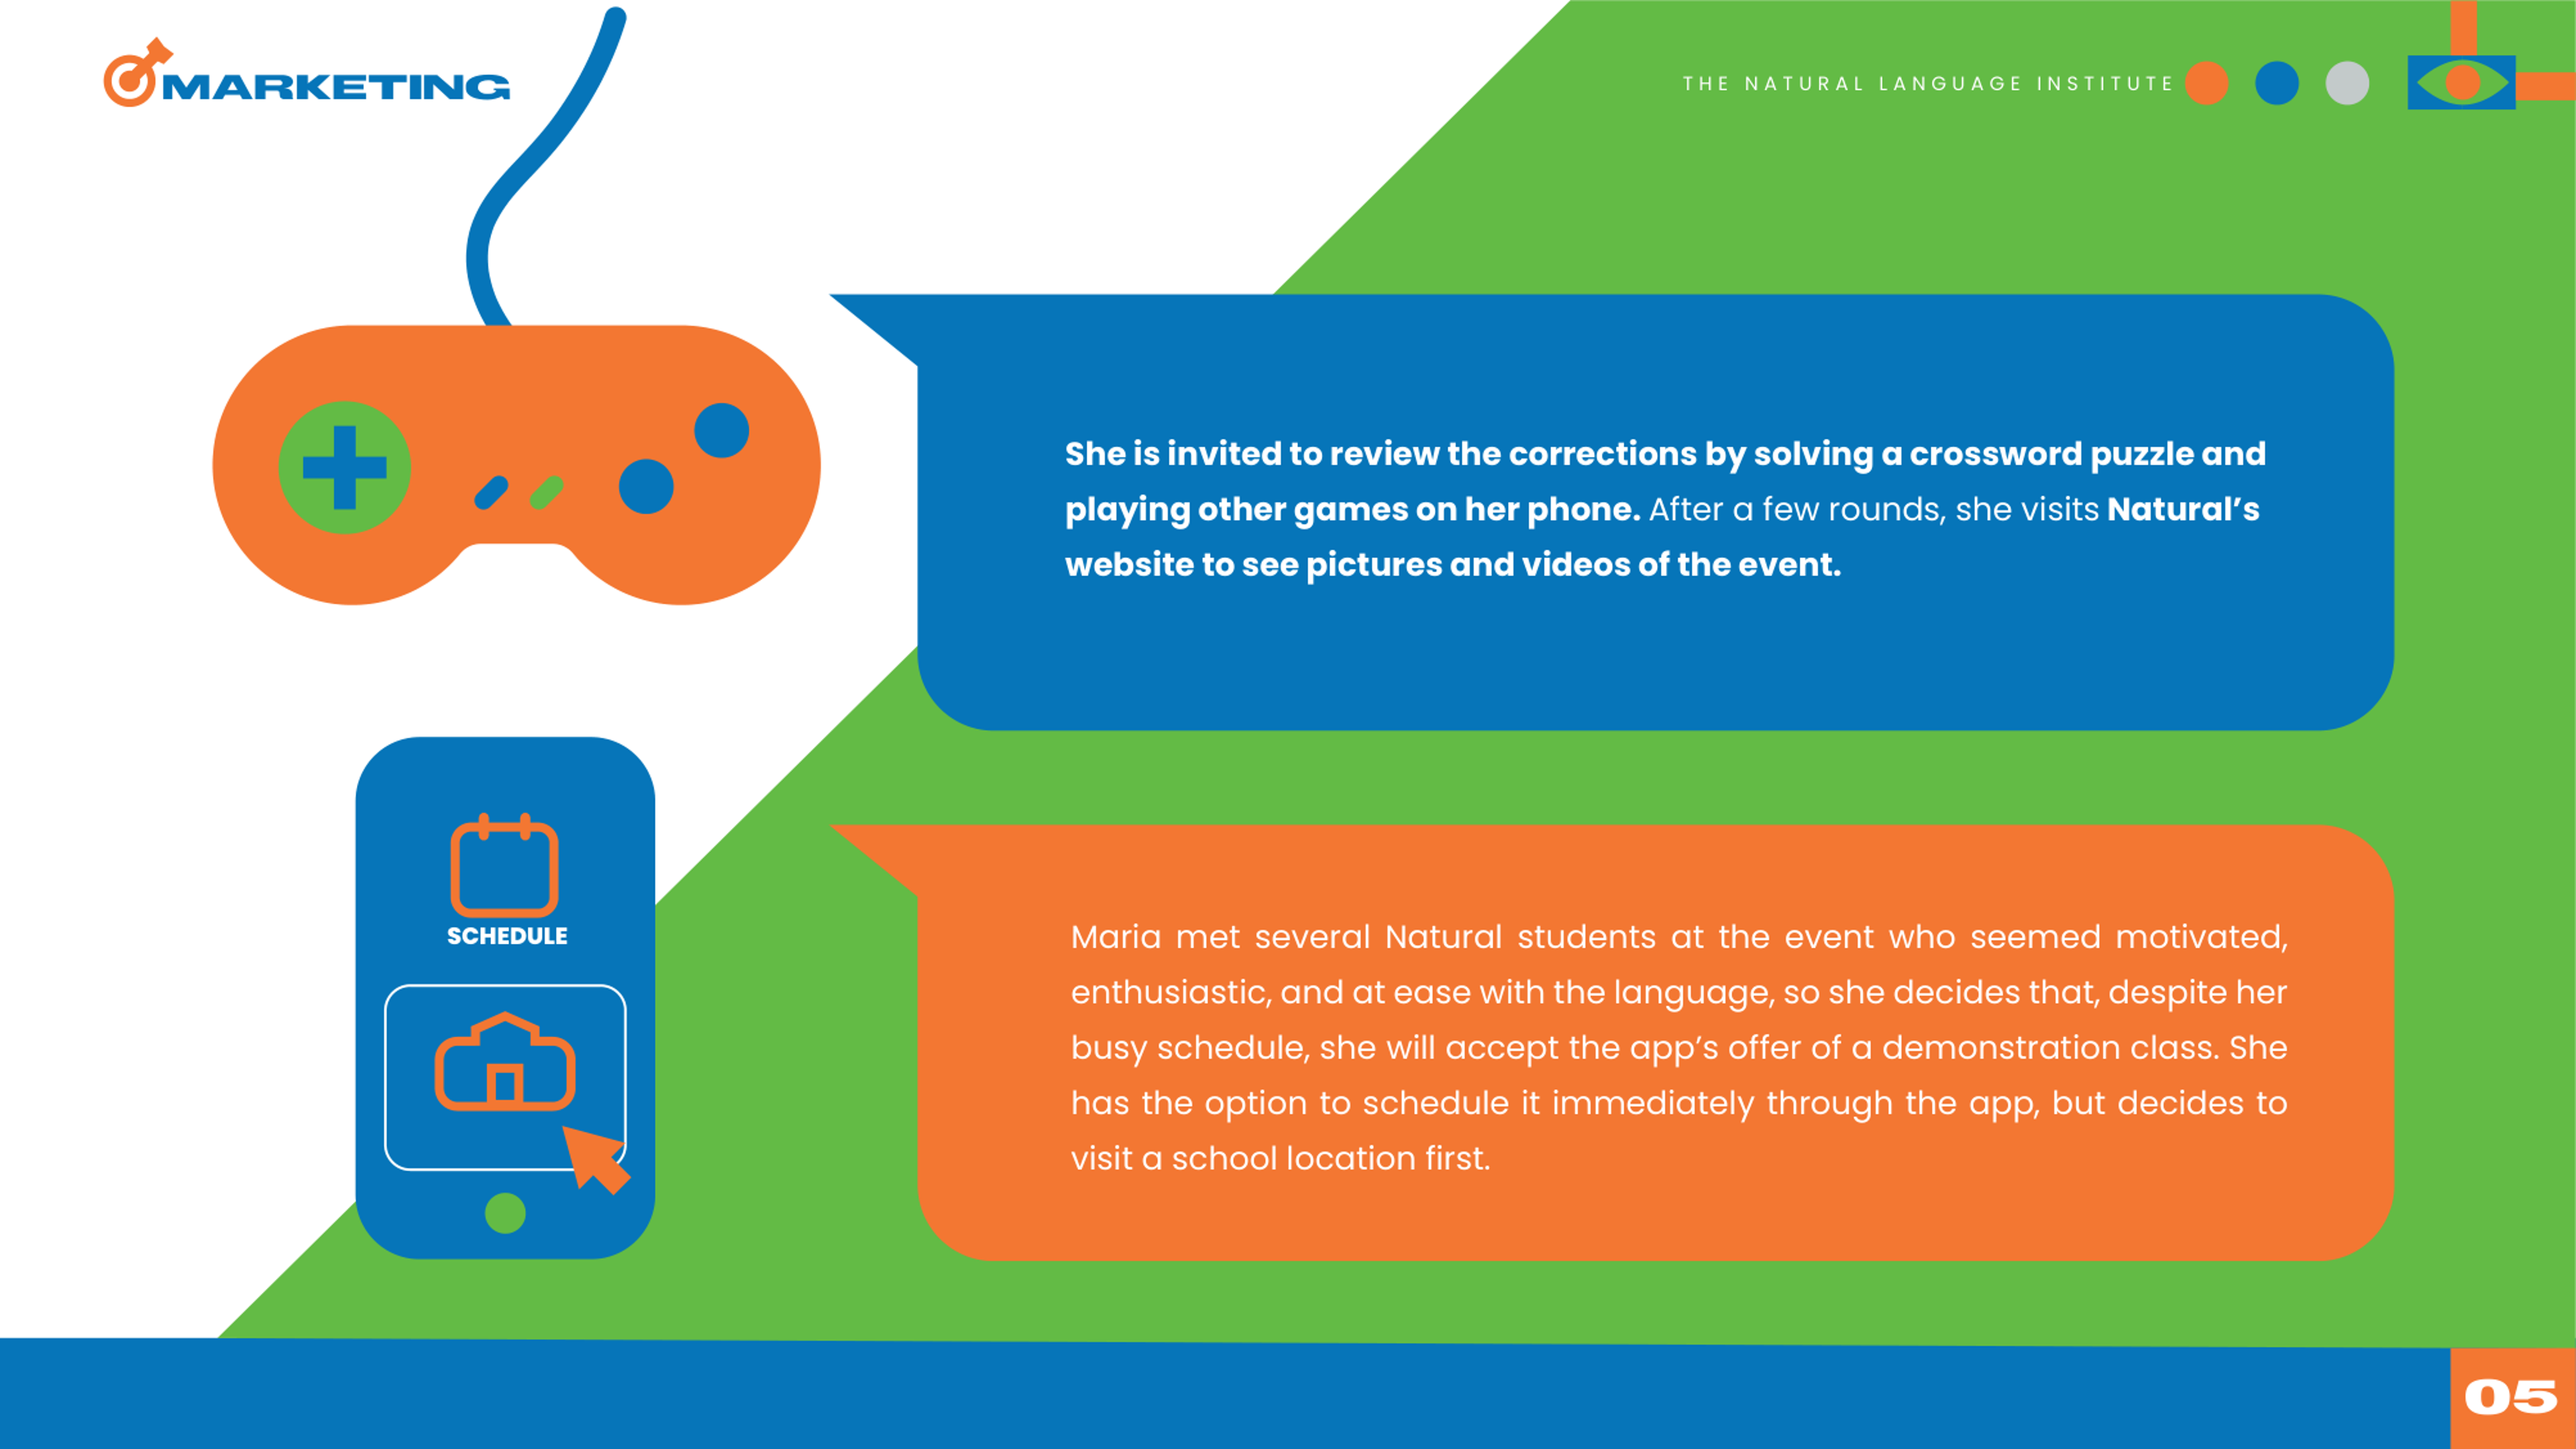 MARKETING
THE NATURAL LANGUAGE INSTITUTE
She is invited to review the corrections by solving a crossword puzzle and
playing other games on her phone. After a few rounds, she visits Natural’s
website to see pictures and videos of the event.
SCHEDULE
Maria met several Natural students at the event who seemed motivated,
enthusiastic, and at ease with the language, so she decides that, despite her
busy schedule, she will accept the app’s offer of a demonstration class. She
has the option to schedule it immediately through the app, but decides to
visit a school location first.
05